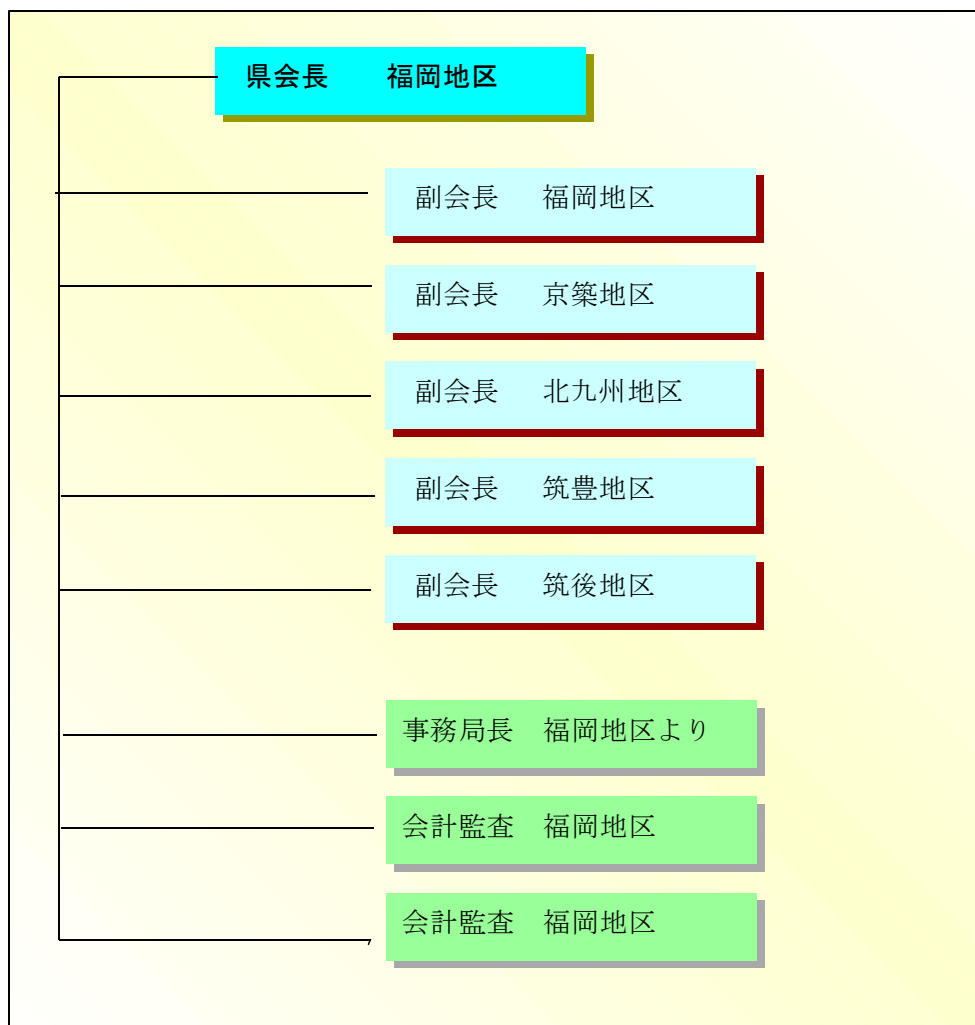 県会長　　福岡地区
副会長　福岡地区
副会長　京築地区
副会長　北九州地区
副会長　筑豊地区
副会長　筑後地区
事務局長　福岡地区より
会計監査　福岡地区
会計監査　福岡地区